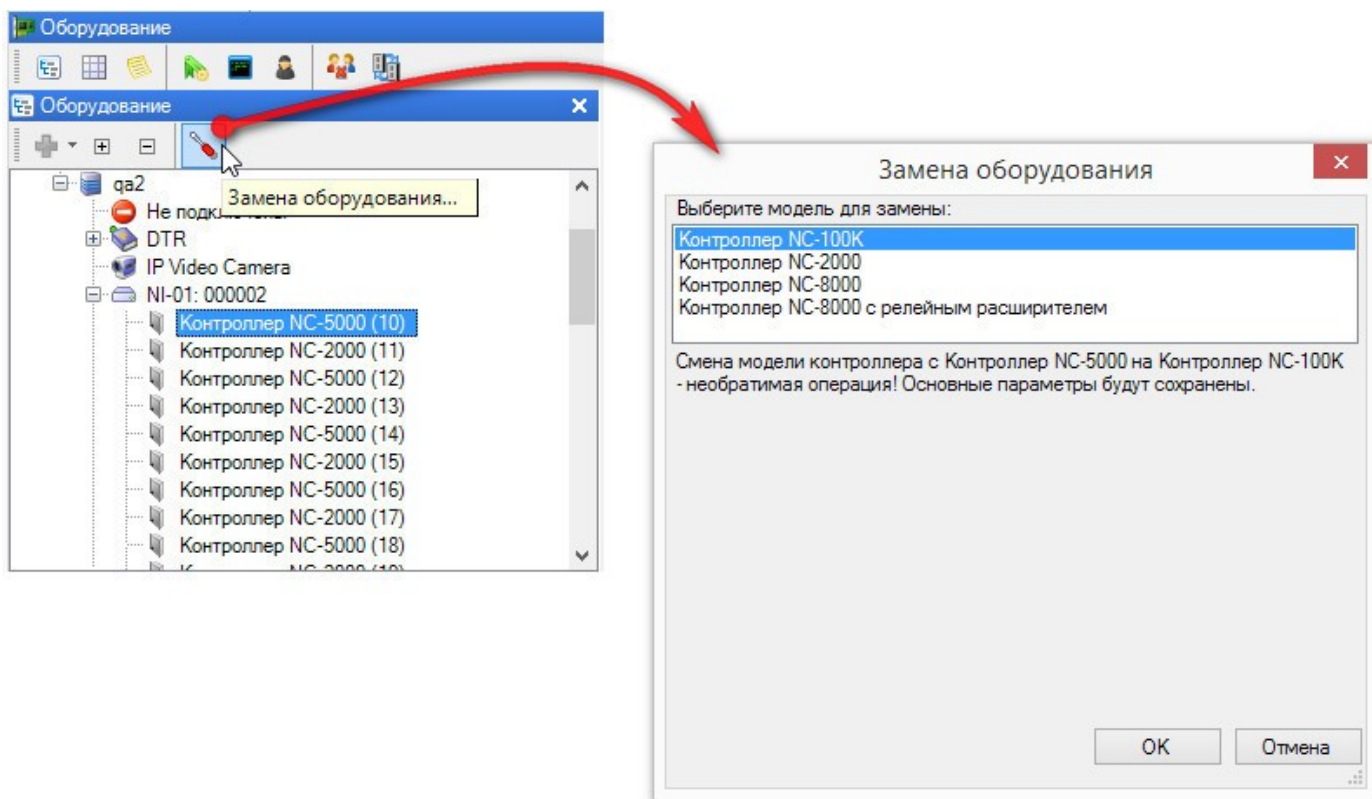 Оборудование
Оборудование
qa2
Замена оборудования...
Не
DTR
IP Video Camera
NI-01: 000002
Контроллер NC-5000 (10)
Контроллер NC-2000 (11)
Контроллер NC-5000 (12)
Контроллер NC-2000 (13)
Контроллер NC-5000 (14)
Контроллер NC-2000 (15)
Контроллер NC-5000 (16)
Контроллер NC-2000 (17)
Контроллер NC-5000 (18)
Замена оборудования
Выберите модель для замены:
Контроллер NC-100K
Контроллер NC-2000
Контроллер NC-8000
Контроллер NC-8000 с релейным расширителем
Смена модели контроллера с Контроллер NC-5000 на Контроллер NC-100K
- необратимая операция! Основные параметры будут сохранены.
OK
Отмена